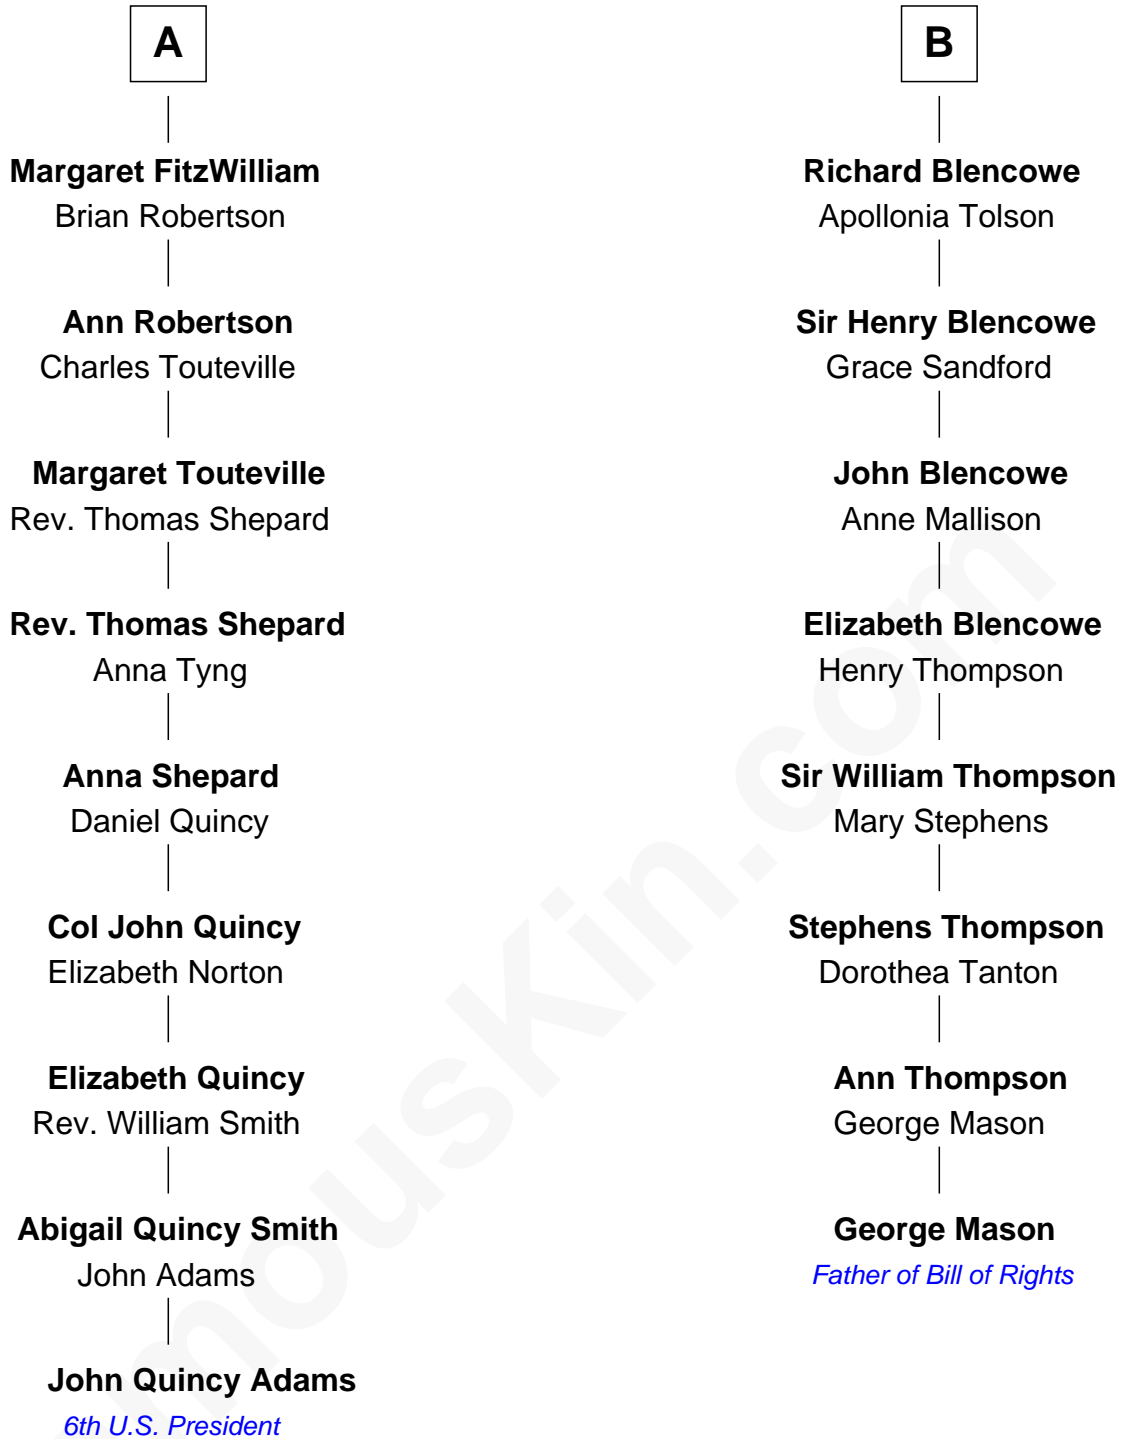 A
Margaret FitzWilliam
Brian Robertson
Ann Robertson
Charles Touteville
Margaret Touteville
Rev. Thomas Shepard
Rev. Thomas Shepard
Anna Tyng
Anna Shepard
Daniel Quincy
Col John Quincy
Elizabeth Norton
Elizabeth Quincy
Rev. William Smith
Abigail Quincy Smith
John Adams
John Quincy Adams
6th U.S. President
B
Richard Blencowe
Apollonia Tolson
Sir Henry Blencowe
Grace Sandford
John Blencowe
Anne Mallison
Elizabeth Blencowe
Henry Thompson
Sir William Thompson
Mary Stephens
Stephens Thompson
Dorothea Tanton
Ann Thompson
George Mason
George Mason
Father of Bill of Rights
mousKin.com